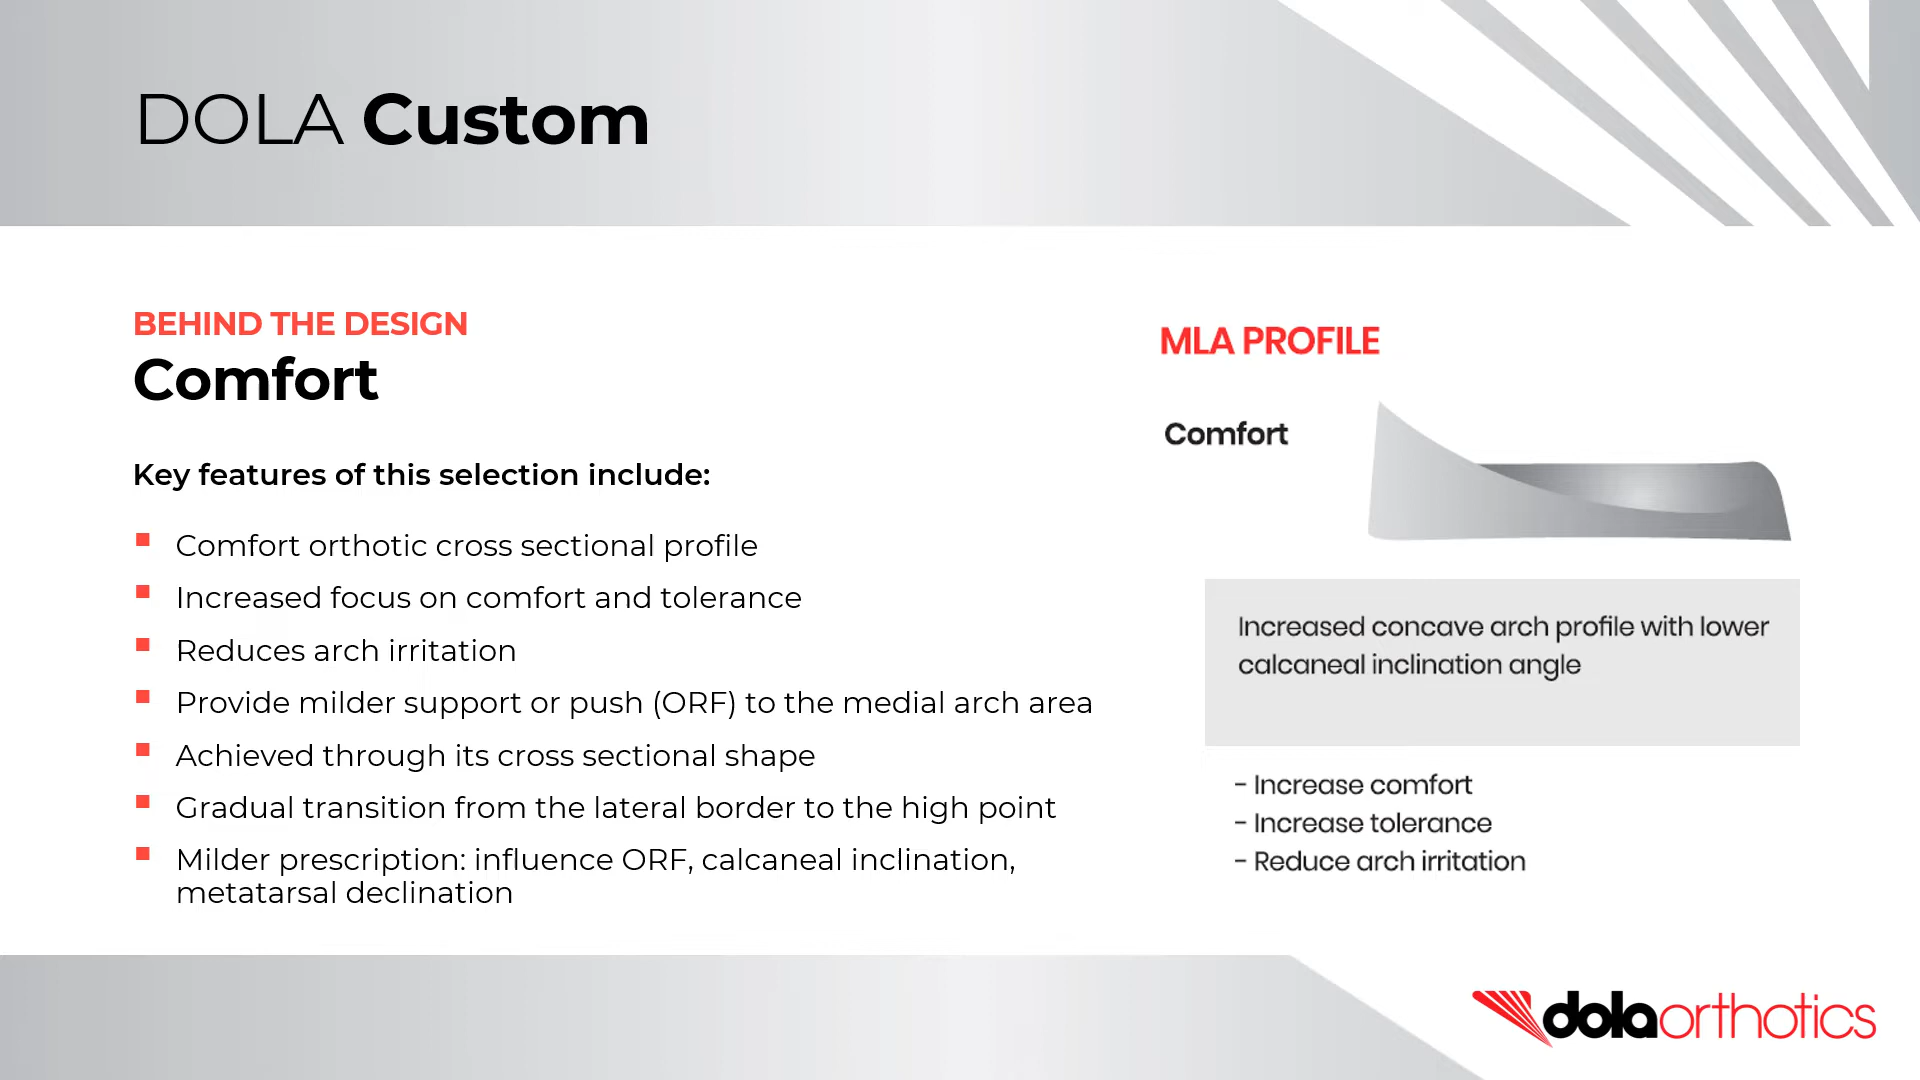 DOLA Custom
BEHIND THE DESIGN
Comfort
Key features of this selection include:
Comfort orthotic cross sectional profile
Increased focus on comfort and tolerance
Reduces arch irritation
Provide milder support or push (ORF) to the medial arch area
Achieved through its cross sectional shape
Gradual transition from the lateral border to the high point
Milder prescription: influence ORF, calcaneal inclination,
metatarsal declination
MLA PROFILE
Comfort
Increased concave arch profile with lower
calcaneal inclination angle
- Increase comfort
- Increase tolerance
- Reduce arch irritation
dolaorthotics